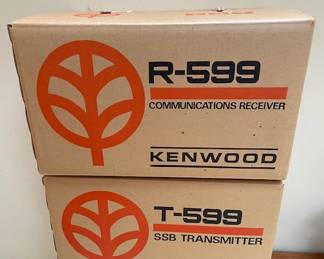 R-599
COMMUNICATIONS RECEIVER
KENWOOD
T-599
SSB TRANSMITTER